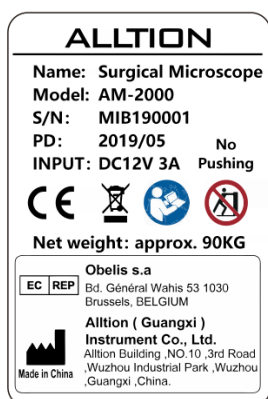 ALLTION
Name: Surgical Microscope
Model: AM-2000
S/N: MIB190001
PD: 2019/05
No
INPUT: DC12V 3A Pushing
CE
Net weight: approx. 90KG
EC REP
Obelis s.a
Bd. Général Wahis 53 1030
Brussels, BELGIUM
Alltion ( Guangxi )
Instrument Co., Ltd.
Alltion Building ,NO.10 ,3rd Road
,Wuzhou Industrial Park ,Wuzhou
,Guangxi ,China.
Made in China